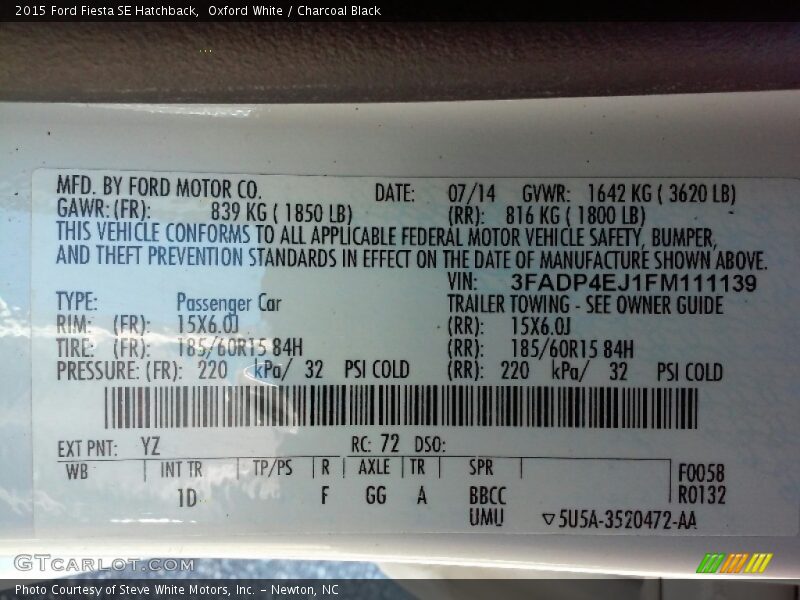 2015 Ford Fiesta SE Hatchback,  Oxford White / Charcoal Black
MFD. BY FORD MOTOR CO. DATE: 07/14 GVWR: 1642 KG ( 3620 LB)
GAWR: (FR): 839 KG ( 1850 LB) (RR): 816 KG ( 1800 LB)
THIS VEHICLE CONFORMS TO ALL APPLICABLE FEDERAL MOTOR VEHICLE SAFETY, BUMPER,
AND THEFT PREVENTION STANDARDS IN EFFECT ON THE DATE OF MANUFACTURE SHOWN ABOVE.
VIN: 3FADP4EJ1FM111139
TYPE: Passenger Car TRAILER TOWING - SEE OWNER GUIDE
RIM: (FR): 15X6.0J (RR): 15X6.0J
TIRE: (FR): 185/60R15 84H (RR): 185/60R15 84H
PRESSURE: (FR): 220 kPa/ 32 PSI COLD (RR): 220 kPa/ 32 PSI COLD
EXT PNT: YZ RC: 72 DSO:
WB | INT TR | TP/PS | R | AXLE | TR | SPR | F0058
1D F GG A BBCC R0132
UMU ▽5U5A-3520472-AA
GTCarlot.com
Photo Courtesy of Steve White Motors, Inc. – Newton, NC